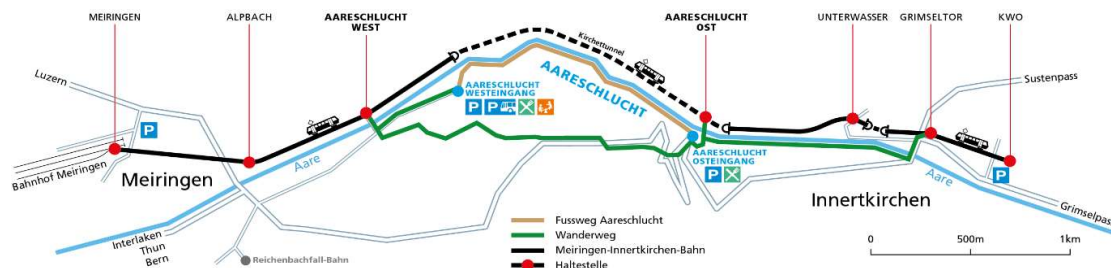 MEIRINGEN
ALPBACH
AARESCHLUCHT
WEST
AARESCHLUCHT
OST
UNTERWASSER
GRIMSELTOR
KWO
Kirchettunnel
Luzern
Sustenpass
AARESCHLUCHT
WESTEINGANG
P P
AARESCHLUCHT
P
Aare
Bahnhof Meiringen
Meiringen
AARESCHLUCHT
OSTEINGANG
P
P
Aare
Innertkirchen
Grimselpass
Interlaken
Thun
Bern
Reichenbachfall-Bahn
Fussweg Aareschlucht
Wanderweg
Meiringen-Innertkirchen-Bahn
Haltestelle
0 500m 1km